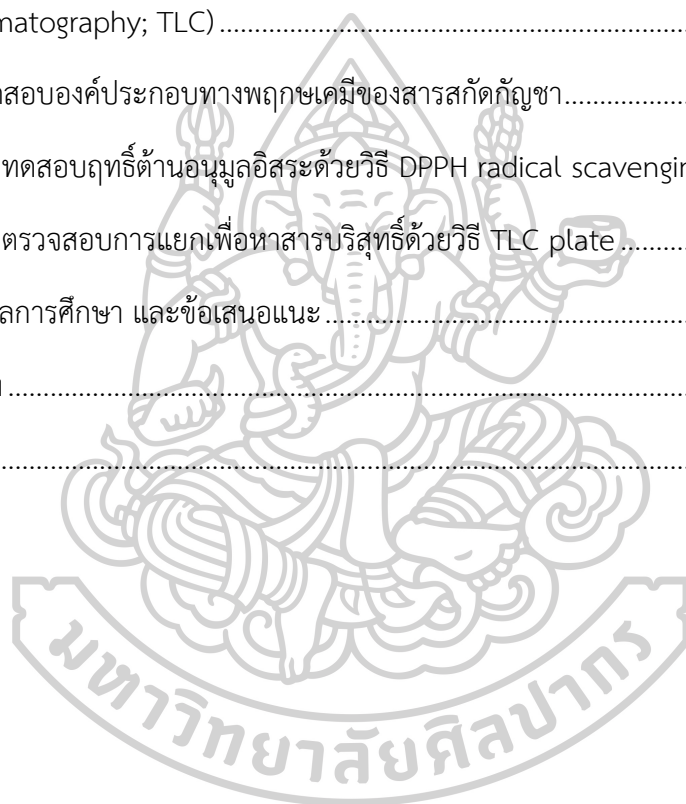 matography; TLC)
สอบองค์ประกอบทางพฤกษเคมีของสารสกัดกัญชา
ทดสอบฤทธิ์ต้านอนุมูลอิสระด้วยวิธี DPPH radical scavengin
ตรวจสอบการแยกเพื่อหาสารบริสุทธิ์ด้วยวิธี TLC plate
ลการศึกษา และข้อเสนอแนะ
มหาวิทยาลัยศิลปากร